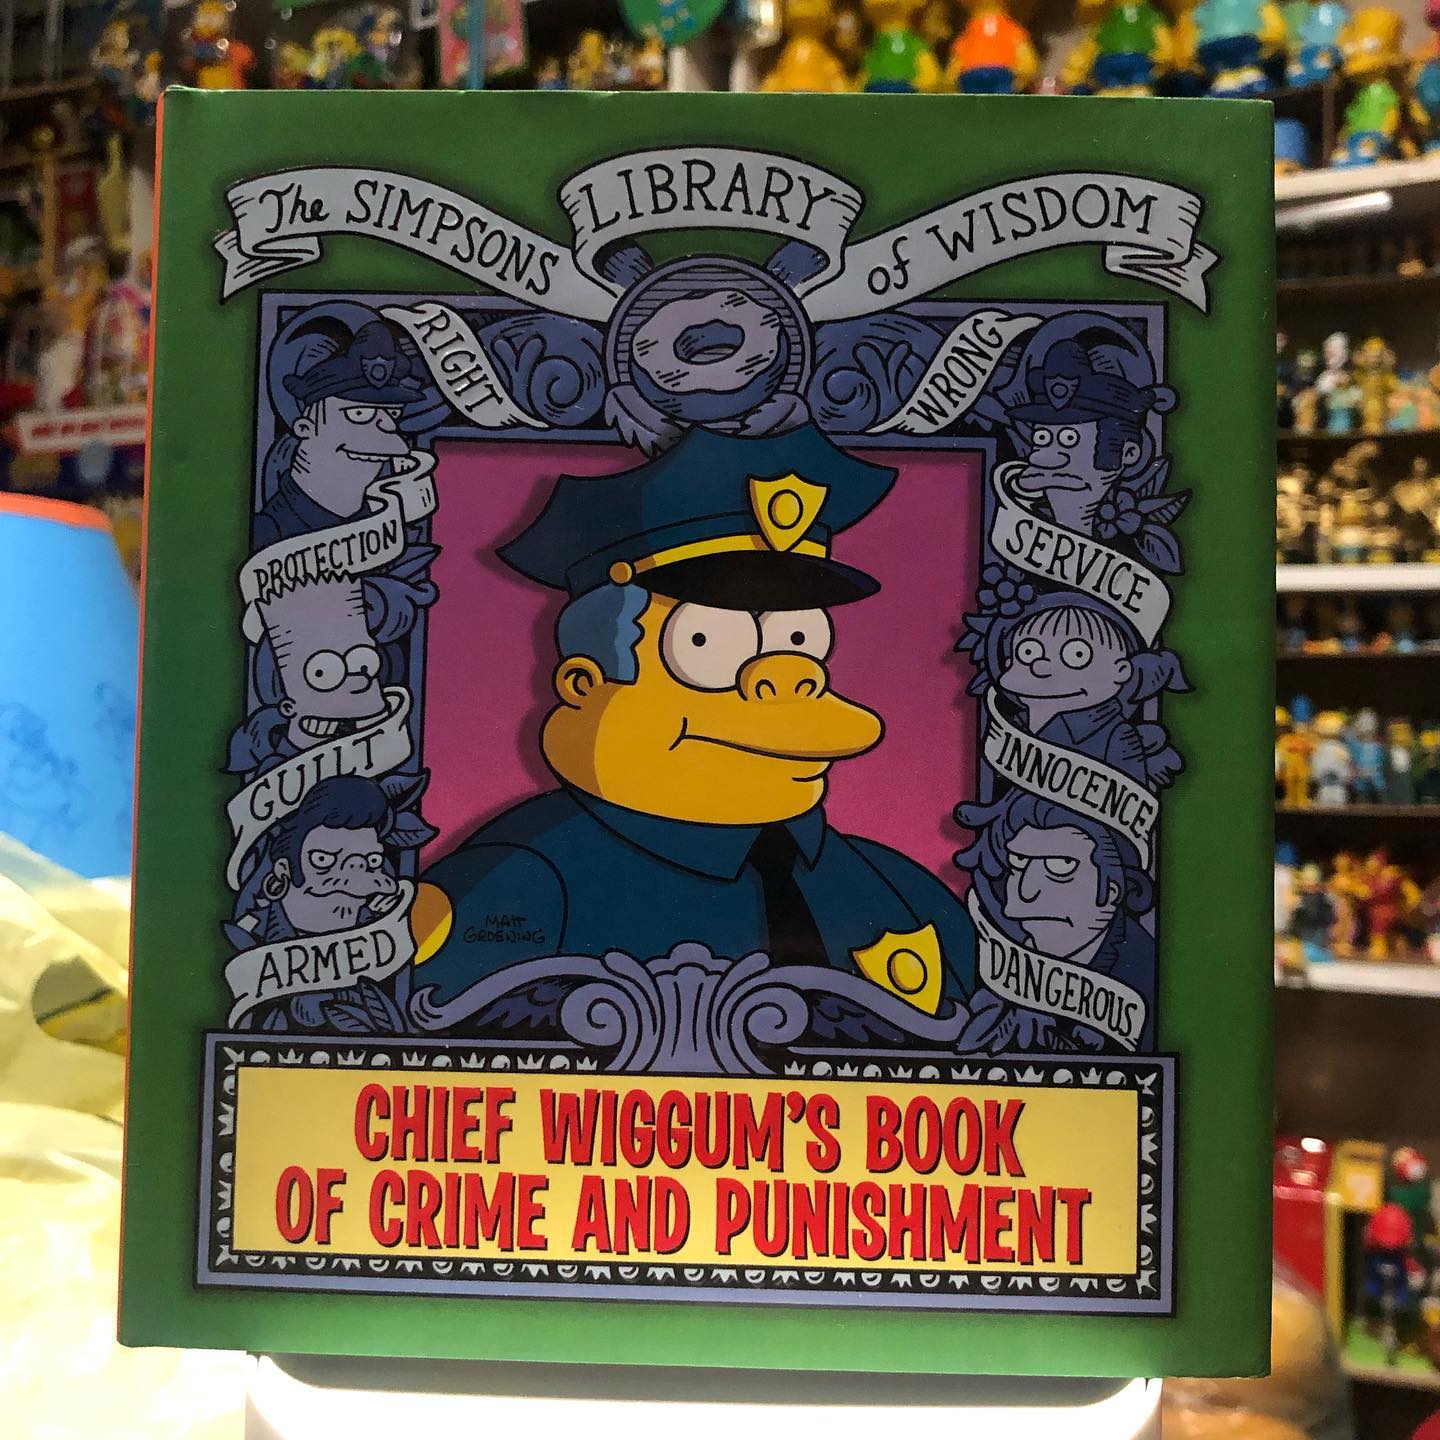 The SIMPSONS LIBRARY of WISDOM
RIGHT
WRONG
PROTECTION
SERVICE
GUILT
INNOCENCE
ARMED
DANGEROUS
MATT
GROENING
CHIEF WIGGUM'S BOOK
OF CRIME AND PUNISHMENT